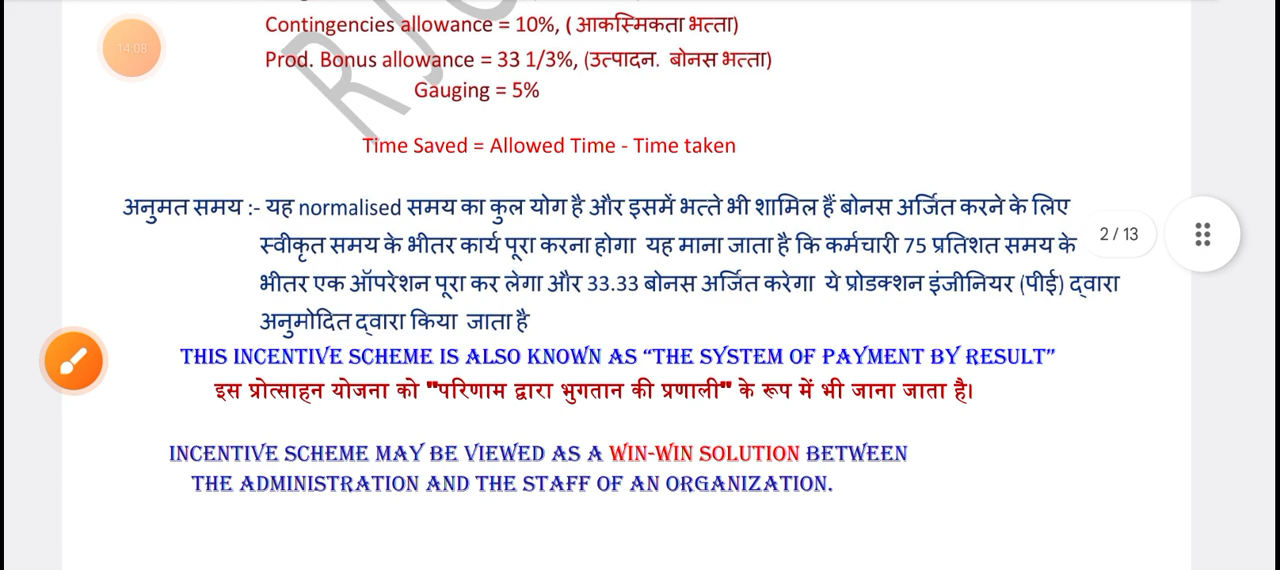 Contingencies allowance = 10%, ( आकस्मिकता भत्ता)
14:08
Prod. Bonus allowance = 33 1/3%, (उत्पादन. बोनस भत्ता)
Gauging = 5%
Time Saved = Allowed Time - Time taken
अनुमत समय :- यह normalised समय का कुल योग है और इसमें भत्ते भी शामिल हैं बोनस अर्जित करने के लिए
स्वीकृत समय के भीतर कार्य पूरा करना होगा यह माना जाता है कि कर्मचारी 75 प्रतिशत समय के
2 / 13
भीतर एक ऑपरेशन पूरा कर लेगा और 33.33 बोनस अर्जित करेगा ये प्रोडक्शन इंजीनियर (पीई) द्वारा
अनुमोदित द्वारा किया जाता है
THIS INCENTIVE SCHEME IS ALSO KNOWN AS “THE SYSTEM OF PAYMENT BY RESULT”
इस प्रोत्साहन योजना को "परिणाम द्वारा भुगतान की प्रणाली" के रूप में भी जाना जाता है।
INCENTIVE SCHEME MAY BE VIEWED AS A WIN-WIN SOLUTION BETWEEN
THE ADMINISTRATION AND THE STAFF OF AN ORGANIZATION.